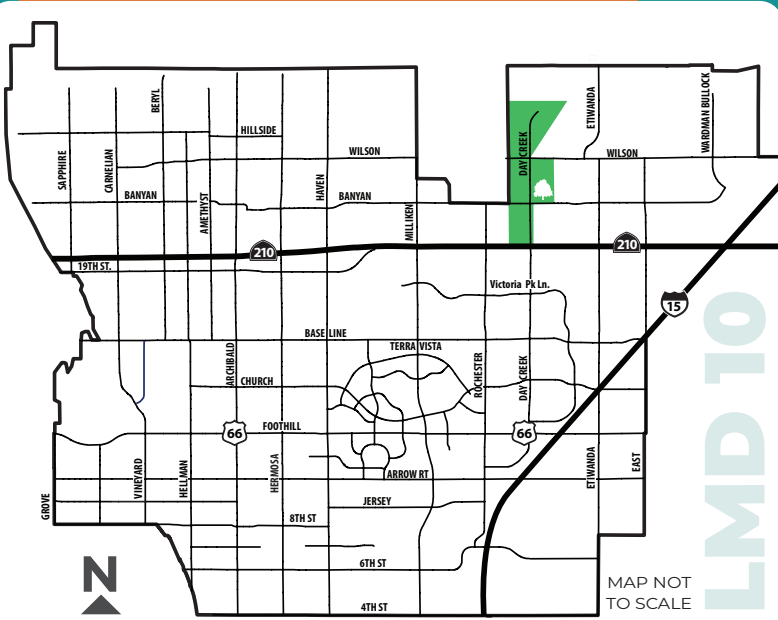 BERYL
ETIWANDA
WARDMAN BULLOCK
HILLSIDE
DAY CREEK
WILSON
WILSON
SAPPHIRE
CARNELIAN
HAVEN
BANYAN
BANYAN
AMETHYST
MILLIKEN
210
210
19TH ST.
Victoria Pk Ln.
15
BASE LINE
TERRA VISTA
ARCHIBALD
ROCHESTER
DAY CREEK
CHURCH
66
FOOTHILL
66
VINEYARD
HELLMAN
HERMOSA
ARROW RT
ETIWANDA
EAST
GROVE
JERSEY
8TH ST
6TH ST
4TH ST
N
MAP NOT
TO SCALE
LMD 10